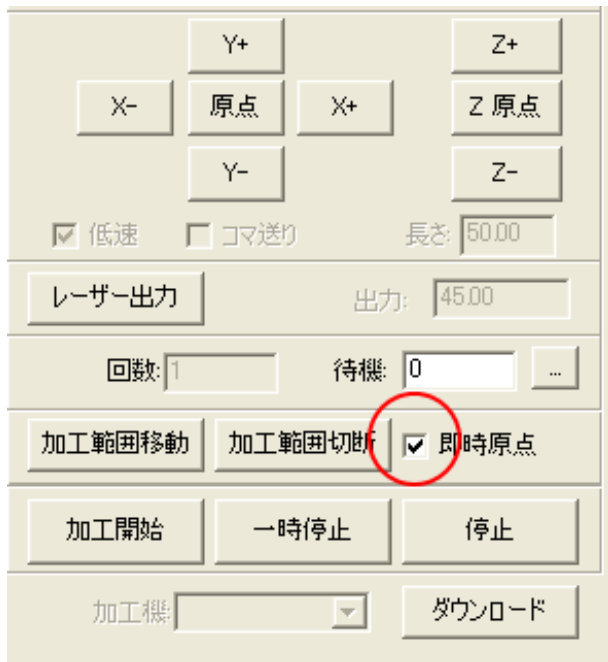 Y+ Z+
X- 原点 X+ Z 原点
Y- Z-
低速 コマ送り 長さ: 50.00
レーザー出力 出力: 45.00
回数: 1 待機: 0 ...
加工範囲移動 加工範囲切断 即時原点
加工開始 一時停止 停止
加工機: ダウンロード